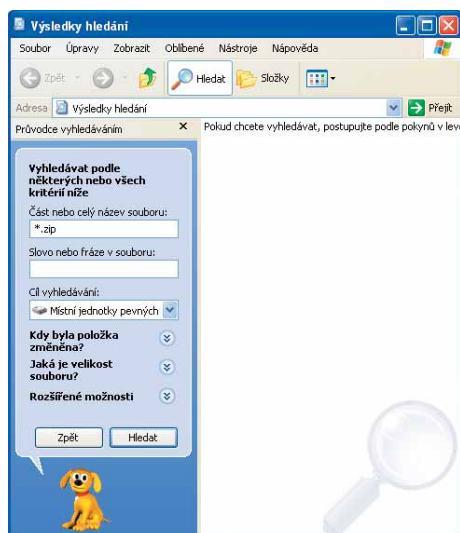 Výsledky hledání
Soubor Úpravy Zobrazit Oblíbené Nástroje Nápověda
Zpět Hledat Složky
Adresa Výsledky hledání Přejít
Průvodce vyhledáváním
Pokud chcete vyhledávat, postupujte podle pokynů v lev
Vyhledávat podle
některých nebo všech
kritérií níže
Část nebo celý název souboru:
*.zip
Slovo nebo fráze v souboru:
Cíl vyhledávání:
Místní jednotky pevných
Kdy byla položka
změněna?
Jaká je velikost
souboru?
Rozšířené možnosti
Zpět Hledat